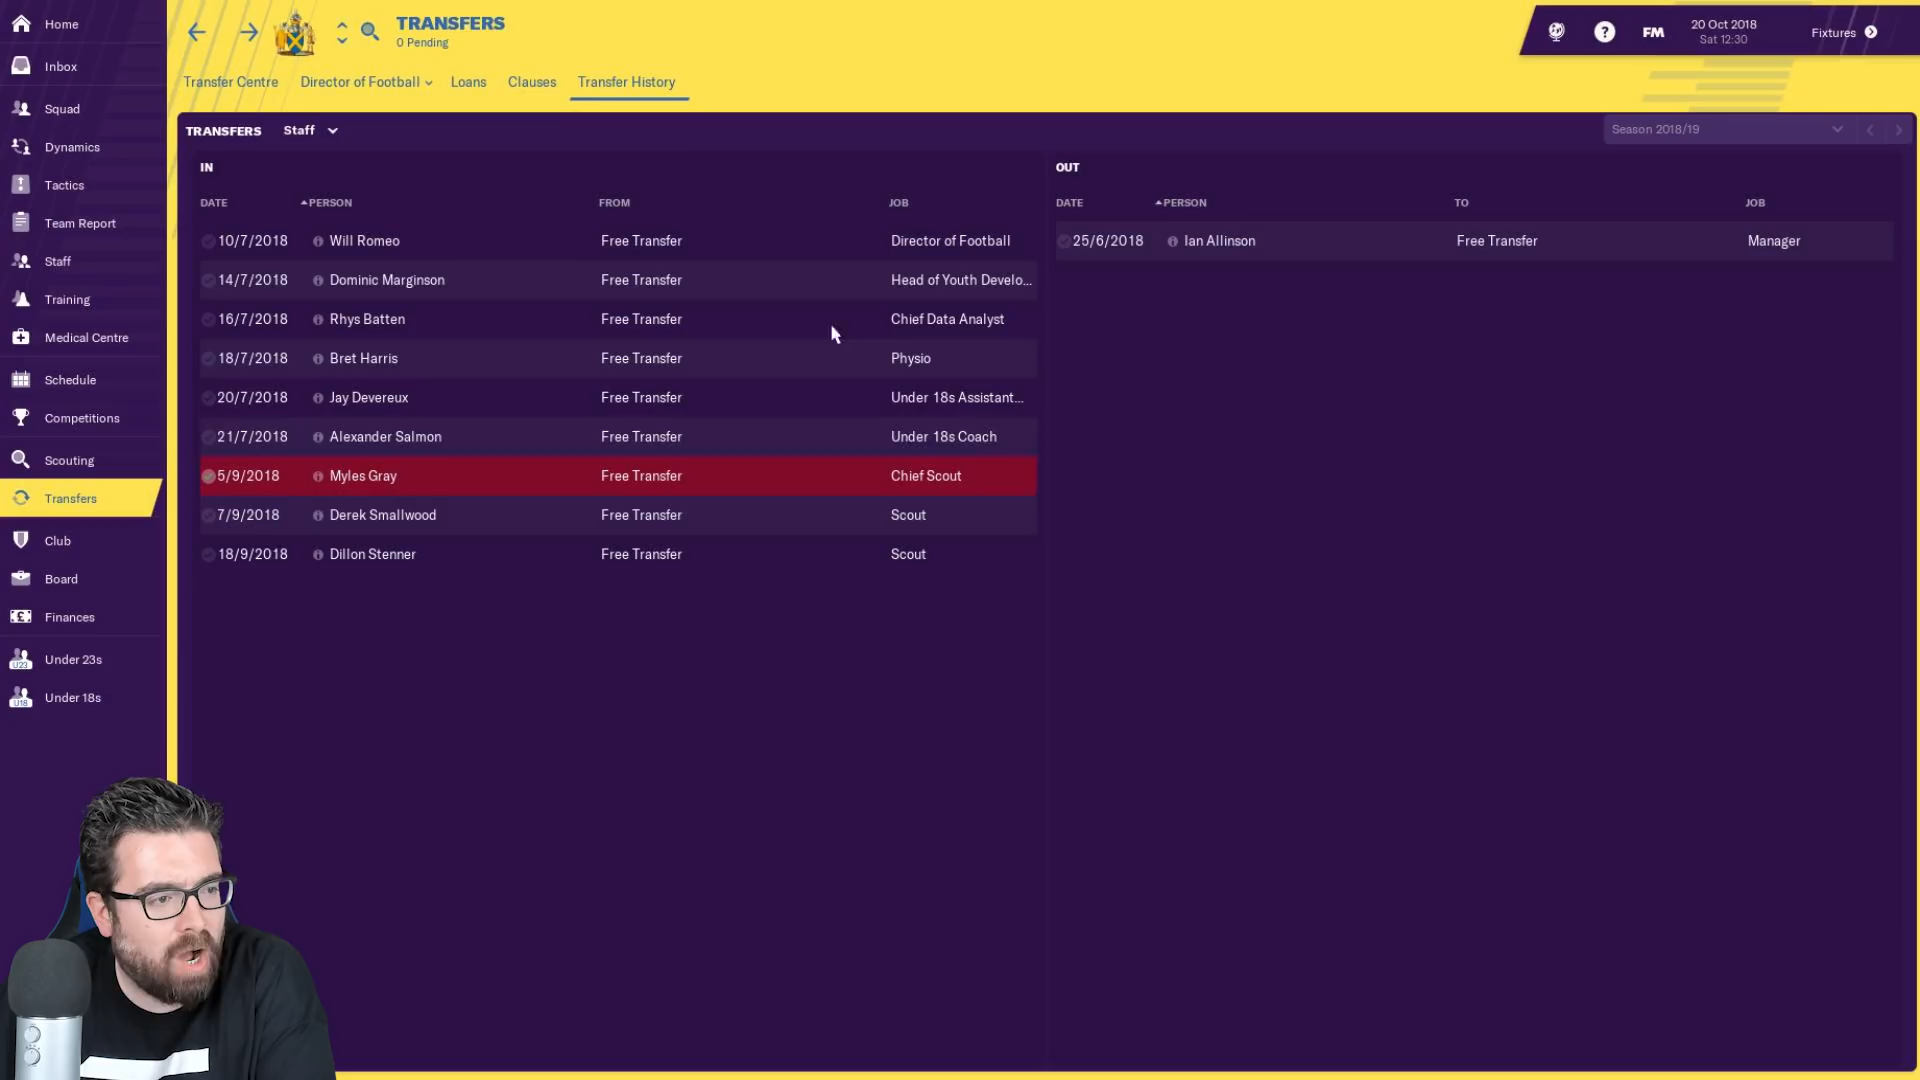 Home
Inbox
Squad
Dynamics
Tactics
Team Report
Staff
Training
Medical Centre
Schedule
Competitions
Scouting
Transfers
Club
Board
Finances
U23 Under 23s
U18 Under 18s
TRANSFERS
0 Pending
? FM 20 Oct 2018 Fixtures
Sat 12:30
Transfer Centre Director of Football Loans Clauses Transfer History
TRANSFERS Staff Season 2018/19
IN
DATE PERSON FROM JOB
10/7/2018 Will Romeo Free Transfer Director of Football
14/7/2018 Dominic Marginson Free Transfer Head of Youth Develo...
16/7/2018 Rhys Batten Free Transfer Chief Data Analyst
18/7/2018 Bret Harris Free Transfer Physio
20/7/2018 Jay Devereux Free Transfer Under 18s Assistant...
21/7/2018 Alexander Salmon Free Transfer Under 18s Coach
5/9/2018 Myles Gray Free Transfer Chief Scout
7/9/2018 Derek Smallwood Free Transfer Scout
18/9/2018 Dillon Stenner Free Transfer Scout
OUT
DATE PERSON TO JOB
25/6/2018 Ian Allinson Free Transfer Manager